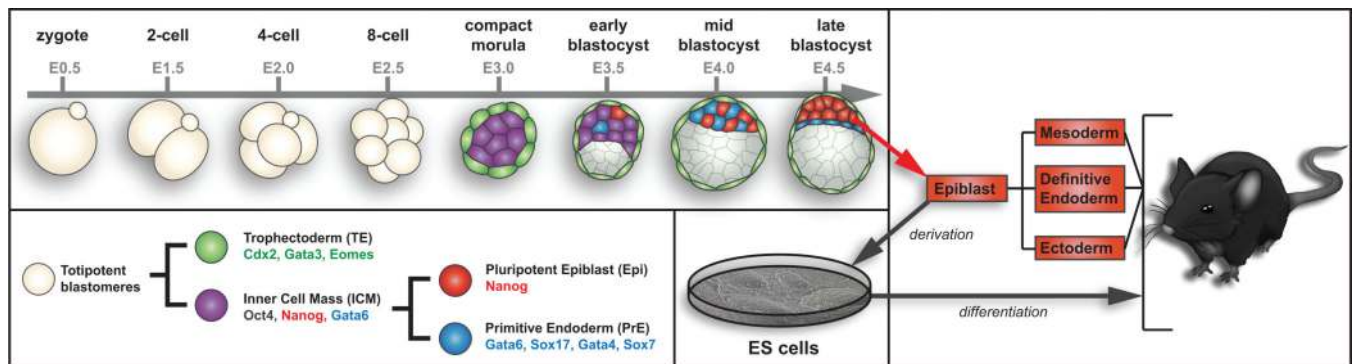 zygote
2-cell
4-cell
8-cell
compact
morula
early
blastocyst
mid
blastocyst
late
blastocyst
E0.5
E1.5
E2.0
E2.5
E3.0
E3.5
E4.0
E4.5
Totipotent
blastomeres
Trophectoderm (TE)
Cdx2, Gata3, Eomes
Inner Cell Mass (ICM)
Oct4, Nanog, Gata6
Pluripotent Epiblast (Epi)
Nanog
Primitive Endoderm (PrE)
Gata6, Sox17, Gata4, Sox7
Epiblast
Mesoderm
Definitive
Endoderm
Ectoderm
derivation
ES cells
differentiation